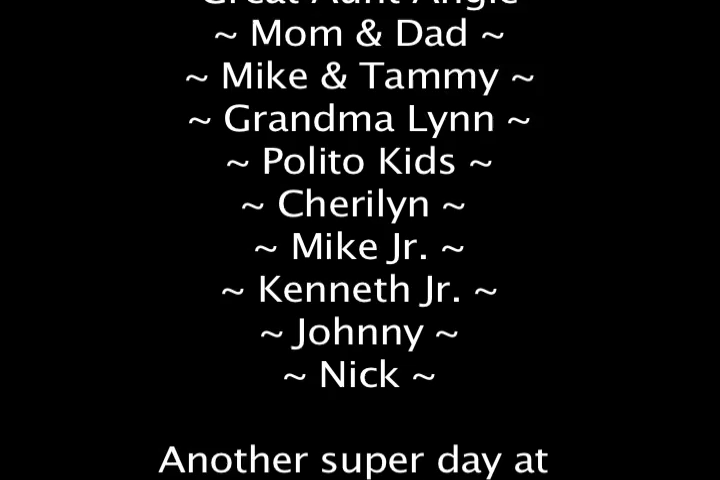 Great Aunt Angie
~ Mom & Dad ~
~ Mike & Tammy ~
~ Grandma Lynn ~
~ Polito Kids ~
~ Cherilyn ~
~ Mike Jr. ~
~ Kenneth Jr. ~
~ Johnny ~
~ Nick ~
Another super day at